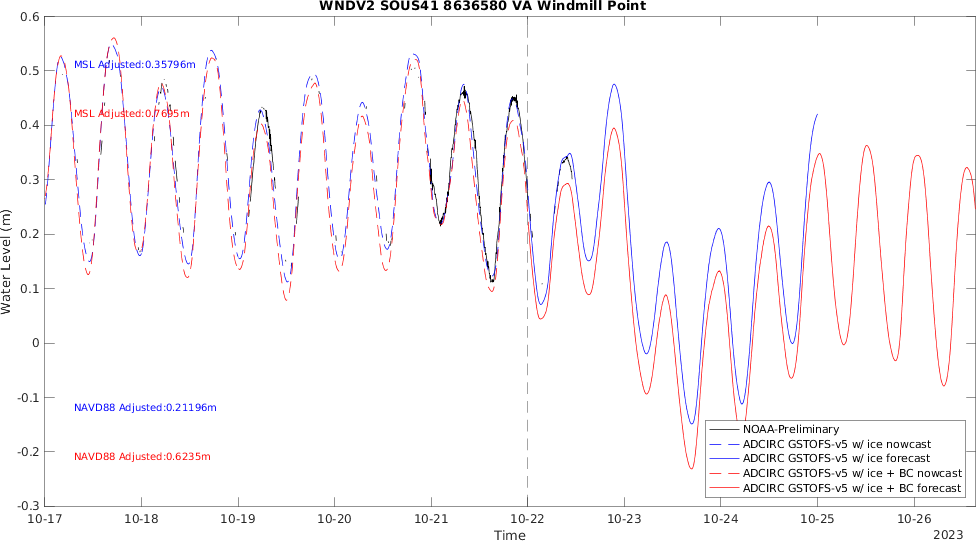 WNDV2 SOUS41 8636580 VA Windmill Point
0.6
0.5
0.4
0.3
0.2
0.1
0
-0.1
-0.2
-0.3
Water Level (m)
MSL Adjusted:0.35796m
MSL Adjusted:0.7695m
NAVD88 Adjusted:0.21196m
NAVD88 Adjusted:0.6235m
NOAA-Preliminary
ADCIRC GSTOFS-v5 w/ ice nowcast
ADCIRC GSTOFS-v5 w/ ice forecast
ADCIRC GSTOFS-v5 w/ ice + BC nowcast
ADCIRC GSTOFS-v5 w/ ice + BC forecast
10-17 10-18 10-19 10-20 10-21 10-22 10-23 10-24 10-25 10-26
Time
2023